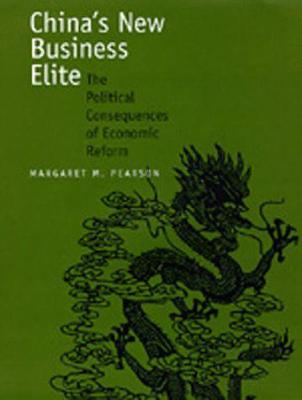 China's New
Business
Elite
The
Political
Consequences
of Economic
Reform
MARGARET M. PEARSON